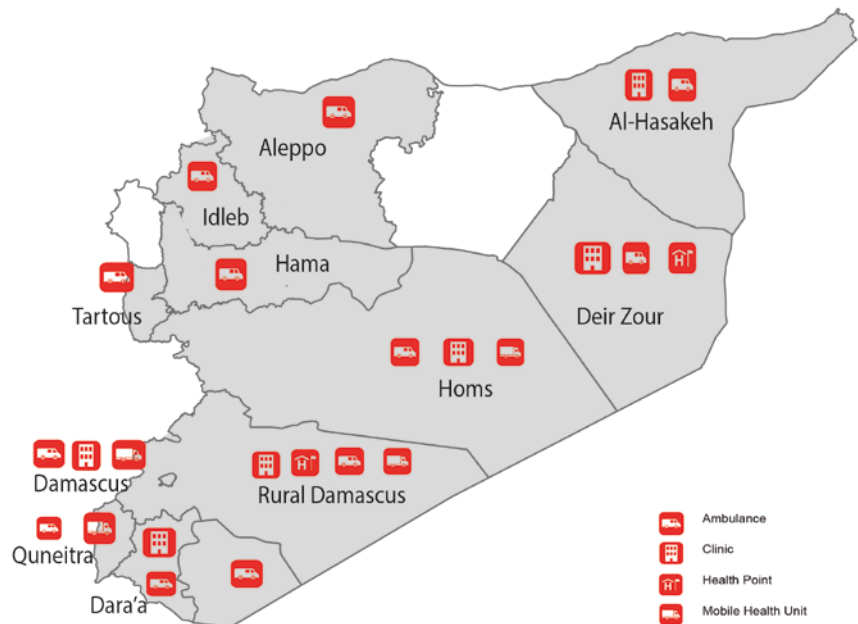 Al-Hasakeh
Aleppo
Idleb
Hama
Tartous
Deir Zour
Homs
Damascus
Rural Damascus
Quneitra
Dara'a
Ambulance
Clinic
Health Point
Mobile Health Unit